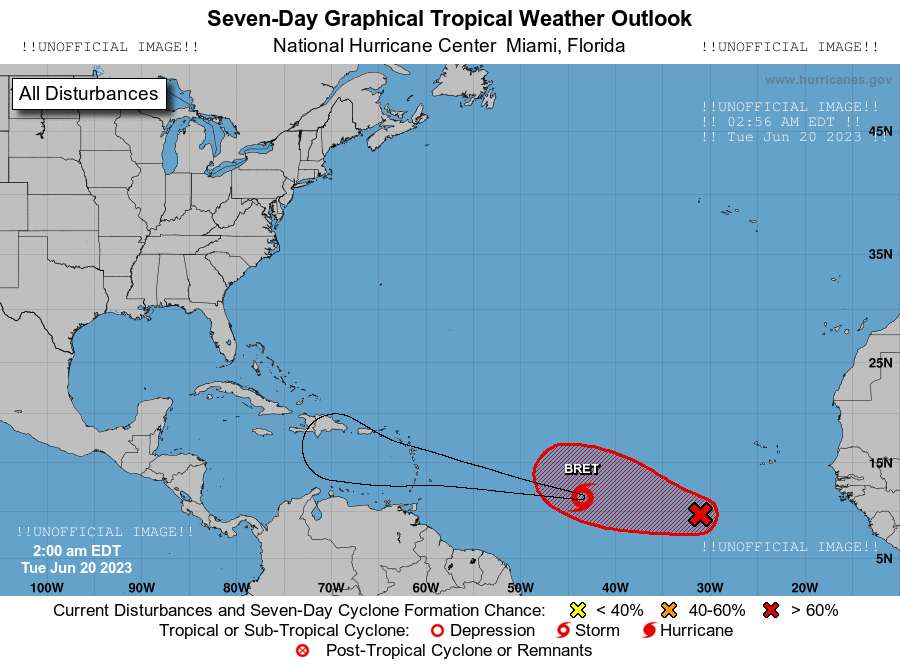 Seven-Day Graphical Tropical Weather Outlook
!!UNOFFICIAL IMAGE!! National Hurricane Center Miami, Florida !!UNOFFICIAL IMAGE!!
www.hurricanes.gov
All Disturbances
!!UNOFFICIAL IMAGE!!
!! 02:56 AM EDT !!
!! Tue Jun 20 2023 !!
45N
35N
25N
15N
BRET
!!UNOFFICIAL IMAGE!!
!!UNOFFICIAL IMAGE!!
2:00 am EDT
Tue Jun 20 2023
5N
100W 90W 80W 70W 60W 50W 40W 30W 20W
Current Disturbances and Seven-Day Cyclone Formation Chance: < 40% 40-60% > 60%
Tropical or Sub-Tropical Cyclone: Depression Storm Hurricane
Post-Tropical Cyclone or Remnants